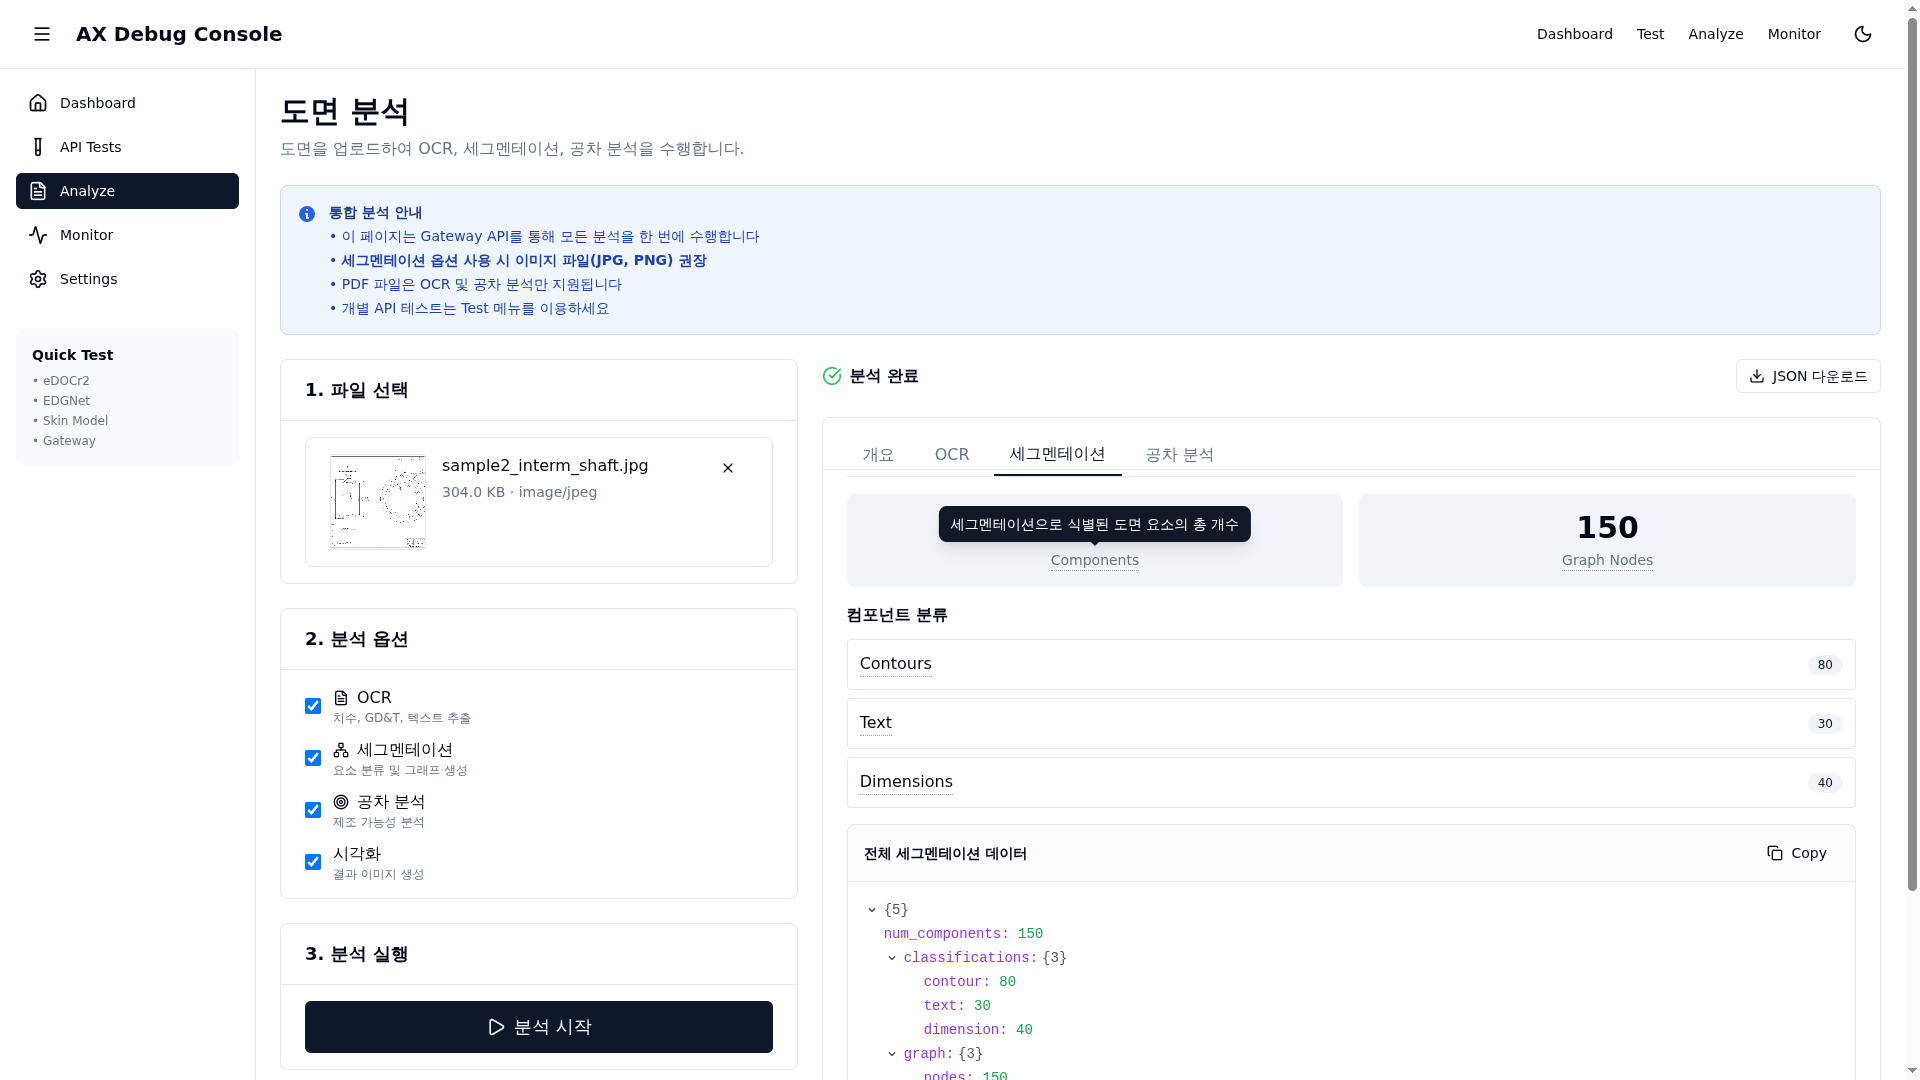 AX Debug Console
Dashboard Test Analyze Monitor
Dashboard
API Tests
Analyze
Monitor
Settings
Quick Test
• eDOCr2
• EDGNet
• Skin Model
• Gateway
도면 분석
도면을 업로드하여 OCR, 세그멘테이션, 공차 분석을 수행합니다.
통합 분석 안내
• 이 페이지는 Gateway API를 통해 모든 분석을 한 번에 수행합니다
• 세그멘테이션 옵션 사용 시 이미지 파일(JPG, PNG) 권장
• PDF 파일은 OCR 및 공차 분석만 지원됩니다
• 개별 API 테스트는 Test 메뉴를 이용하세요
1. 파일 선택
sample2_interm_shaft.jpg
304.0 KB · image/jpeg
2. 분석 옵션
OCR
치수, GD&T, 텍스트 추출
세그멘테이션
요소 분류 및 그래프 생성
공차 분석
제조 가능성 분석
시각화
결과 이미지 생성
3. 분석 실행
분석 시작
분석 완료
JSON 다운로드
개요 OCR 세그멘테이션 공차 분석
세그멘테이션으로 식별된 도면 요소의 총 개수
Components
150
Graph Nodes
컴포넌트 분류
Contours 80
Text 30
Dimensions 40
전체 세그멘테이션 데이터
Copy
{5}
num_components: 150
classifications: {3}
contour: 80
text: 30
dimension: 40
graph: {3}
nodes: 150